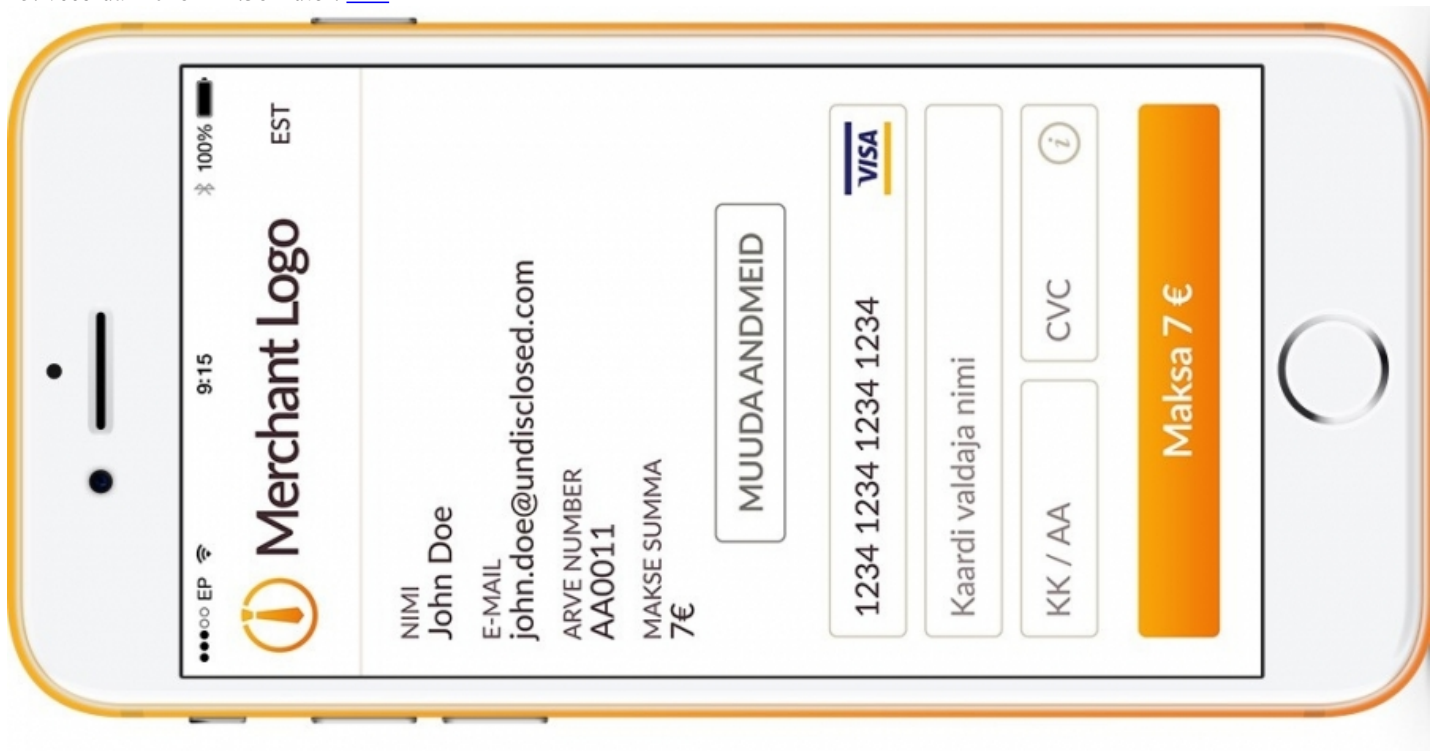 ●●●○○ EP 9:15 100%
Merchant Logo EST
NIMI
John Doe
E-MAIL
john.doe@undisclosed.com
ARVE NUMBER
AA0011
MAKSE SUMMA
7€
MUUDA ANDMEID
1234 1234 1234 1234 VISA
Kaardi valdaja nimi
KK / AA CVC i
Maksa 7 €